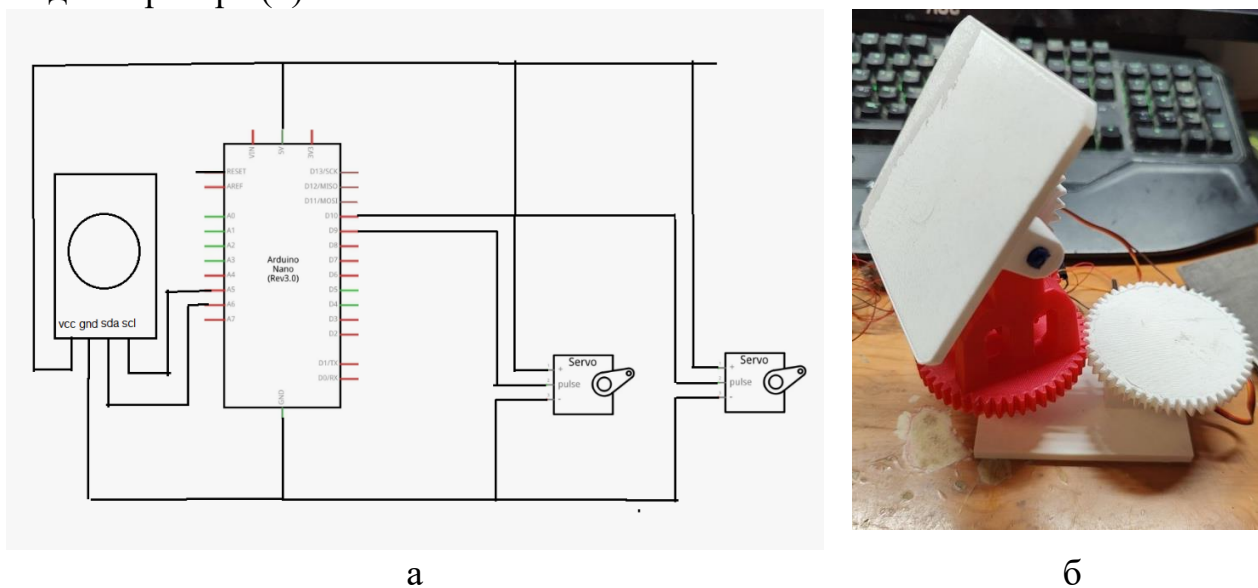 VIN
5V
3V3
RESET
AREF
A0
A1
A2
A3
A4
A5
A6
A7
D13/SCK
D12/MISO
D11/MOSI
D10
D9
D8
D7
D6
D5
D4
D3
D2
D1/TX
D0/RX
GND
Arduino
Nano
(Rev3.0)
vcc gnd sda scl
Servo
+
pulse
-
Servo
+
pulse
-
а
б